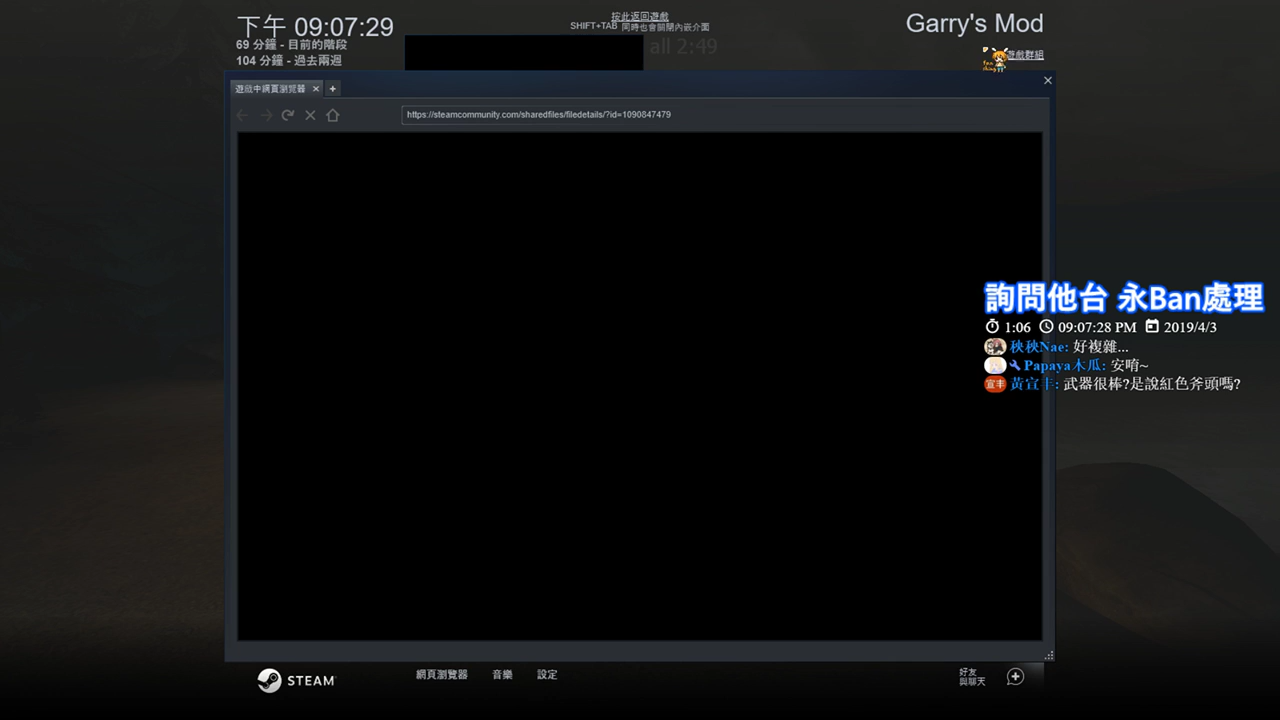 下午 09:07:29
69 分鐘 - 目前的階段
104 分鐘 - 過去兩週
按此返回遊戲
SHIFT+TAB 同時也會關閉內嵌介面
all 2:49
Garry's Mod
遊戲群組
遊戲中網頁瀏覽器 × +
https://steamcommunity.com/sharedfiles/filedetails/?id=1090847479
詢問他台 永Ban處理
1:06 09:07:28 PM 2019/4/3
秧秧Nae: 好複雜...
Papaya木瓜: 安唷~
宣丰 黃宣丰: 武器很棒?是說紅色斧頭嗎?
STEAM
網頁瀏覽器 音樂 設定
好友
與聊天